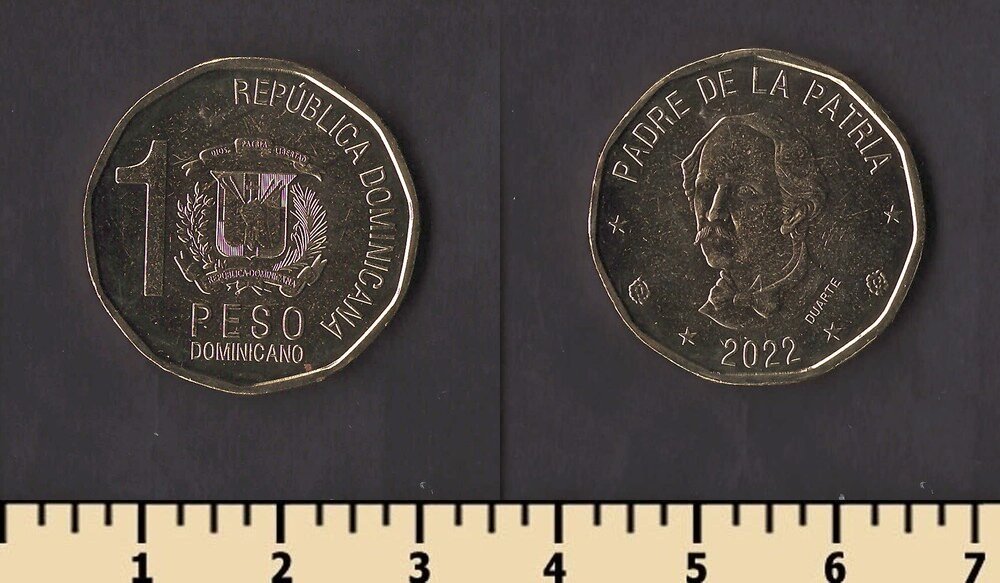 REPÚBLICA DOMINICANA
1
DIOS PATRIA LIBERTAD
REPÚBLICA DOMINICANA
PESO
DOMINICANO
PADRE DE LA PATRIA
DUARTE
2022
1 2 3 4 5 6 7